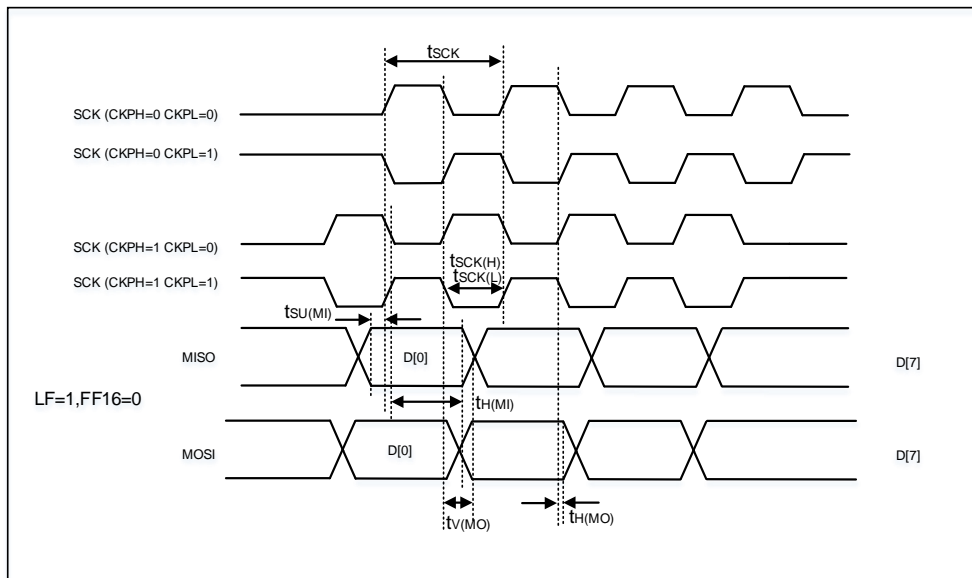 tSCK
SCK (CKPH=0 CKPL=0)
SCK (CKPH=0 CKPL=1)
SCK (CKPH=1 CKPL=0)
tSCK(H)
tSCK(L)
SCK (CKPH=1 CKPL=1)
tSU(MI)
MISO
D[0]
D[7]
LF=1,FF16=0
tH(MI)
MOSI
D[0]
D[7]
tV(MO)
tH(MO)